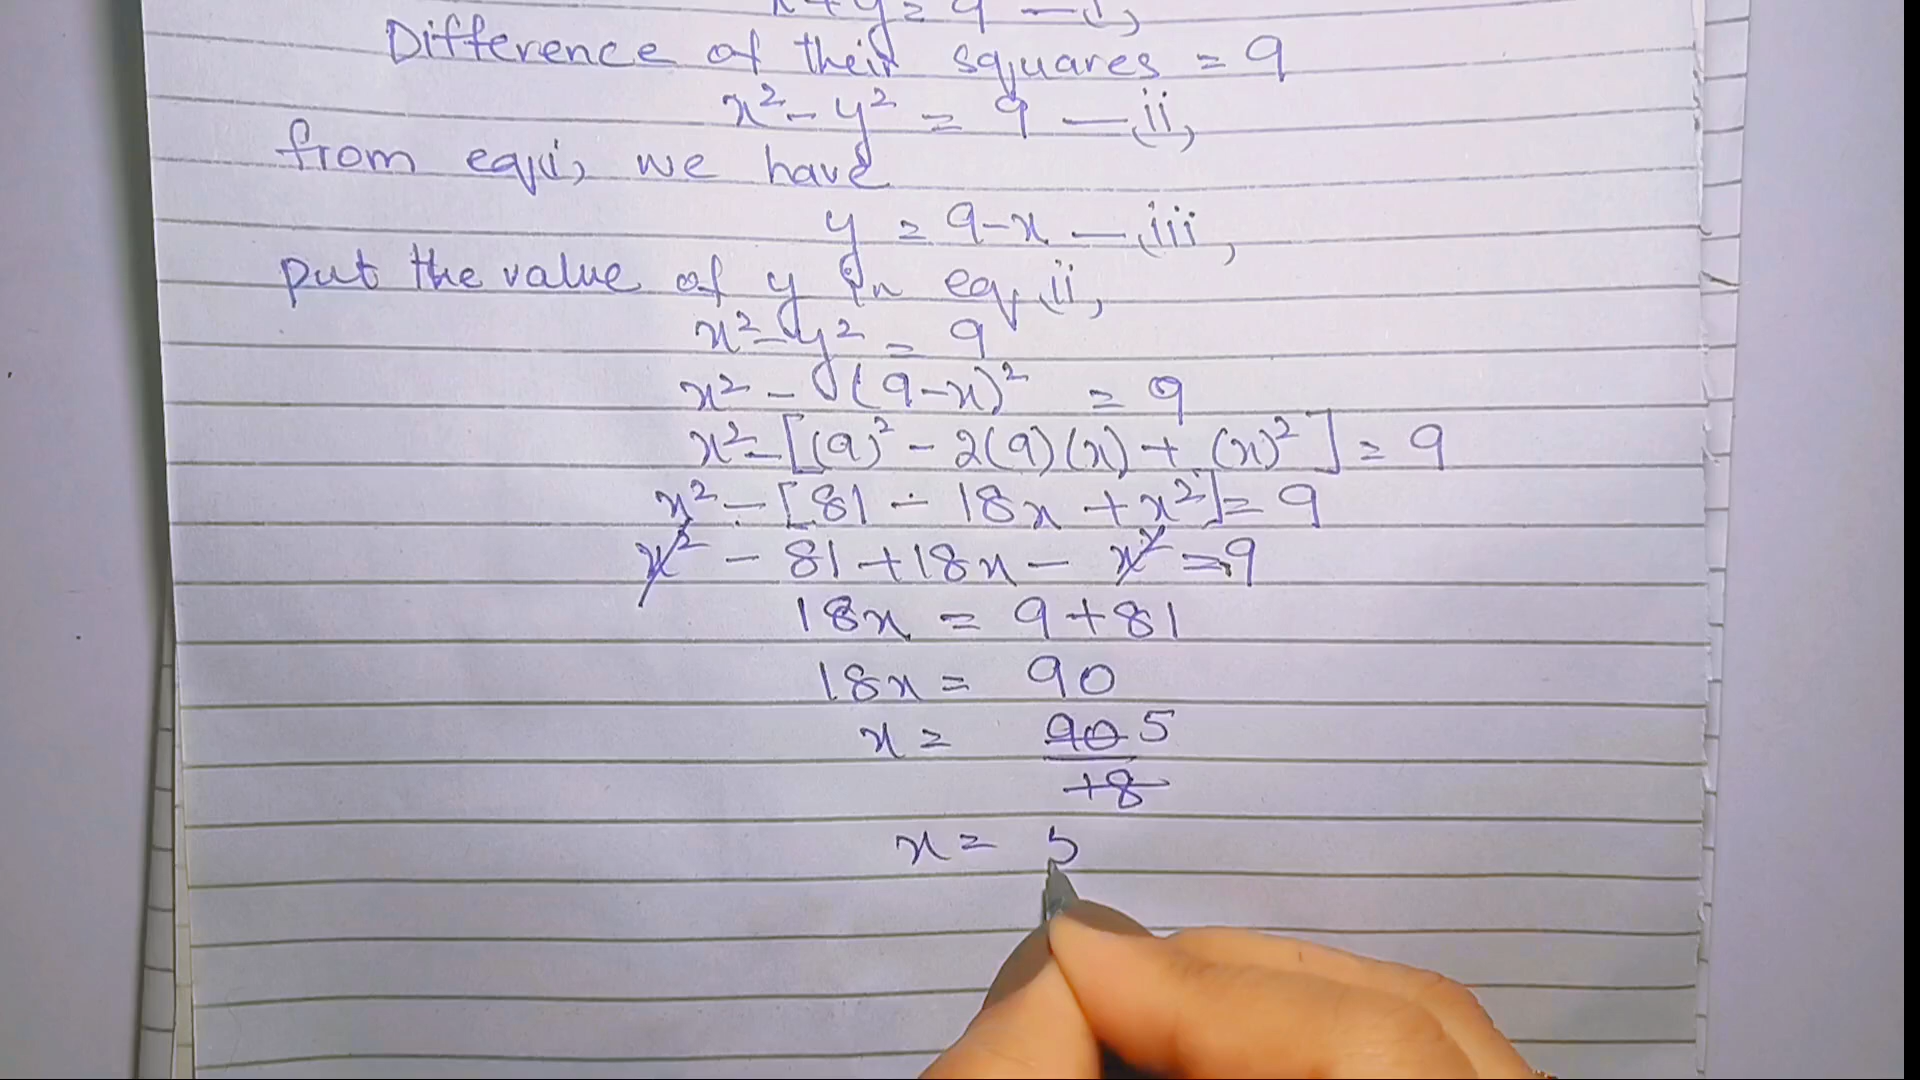 x + y = 9 — i,
Difference of their squares = 9
x² - y² = 9 — ii,
from eq,i, we have
y = 9-x — iii,
put the value of y in eq, ii,
x² - y² = 9
x² - (9-x)² = 9
x² - [(9)² - 2(9)(x) + (x)²] = 9
x² - [81 - 18x + x²] = 9
x² - 81 + 18x - x² = 9
18x = 9 + 81
18x = 90
x = 90 5
18
x = 5